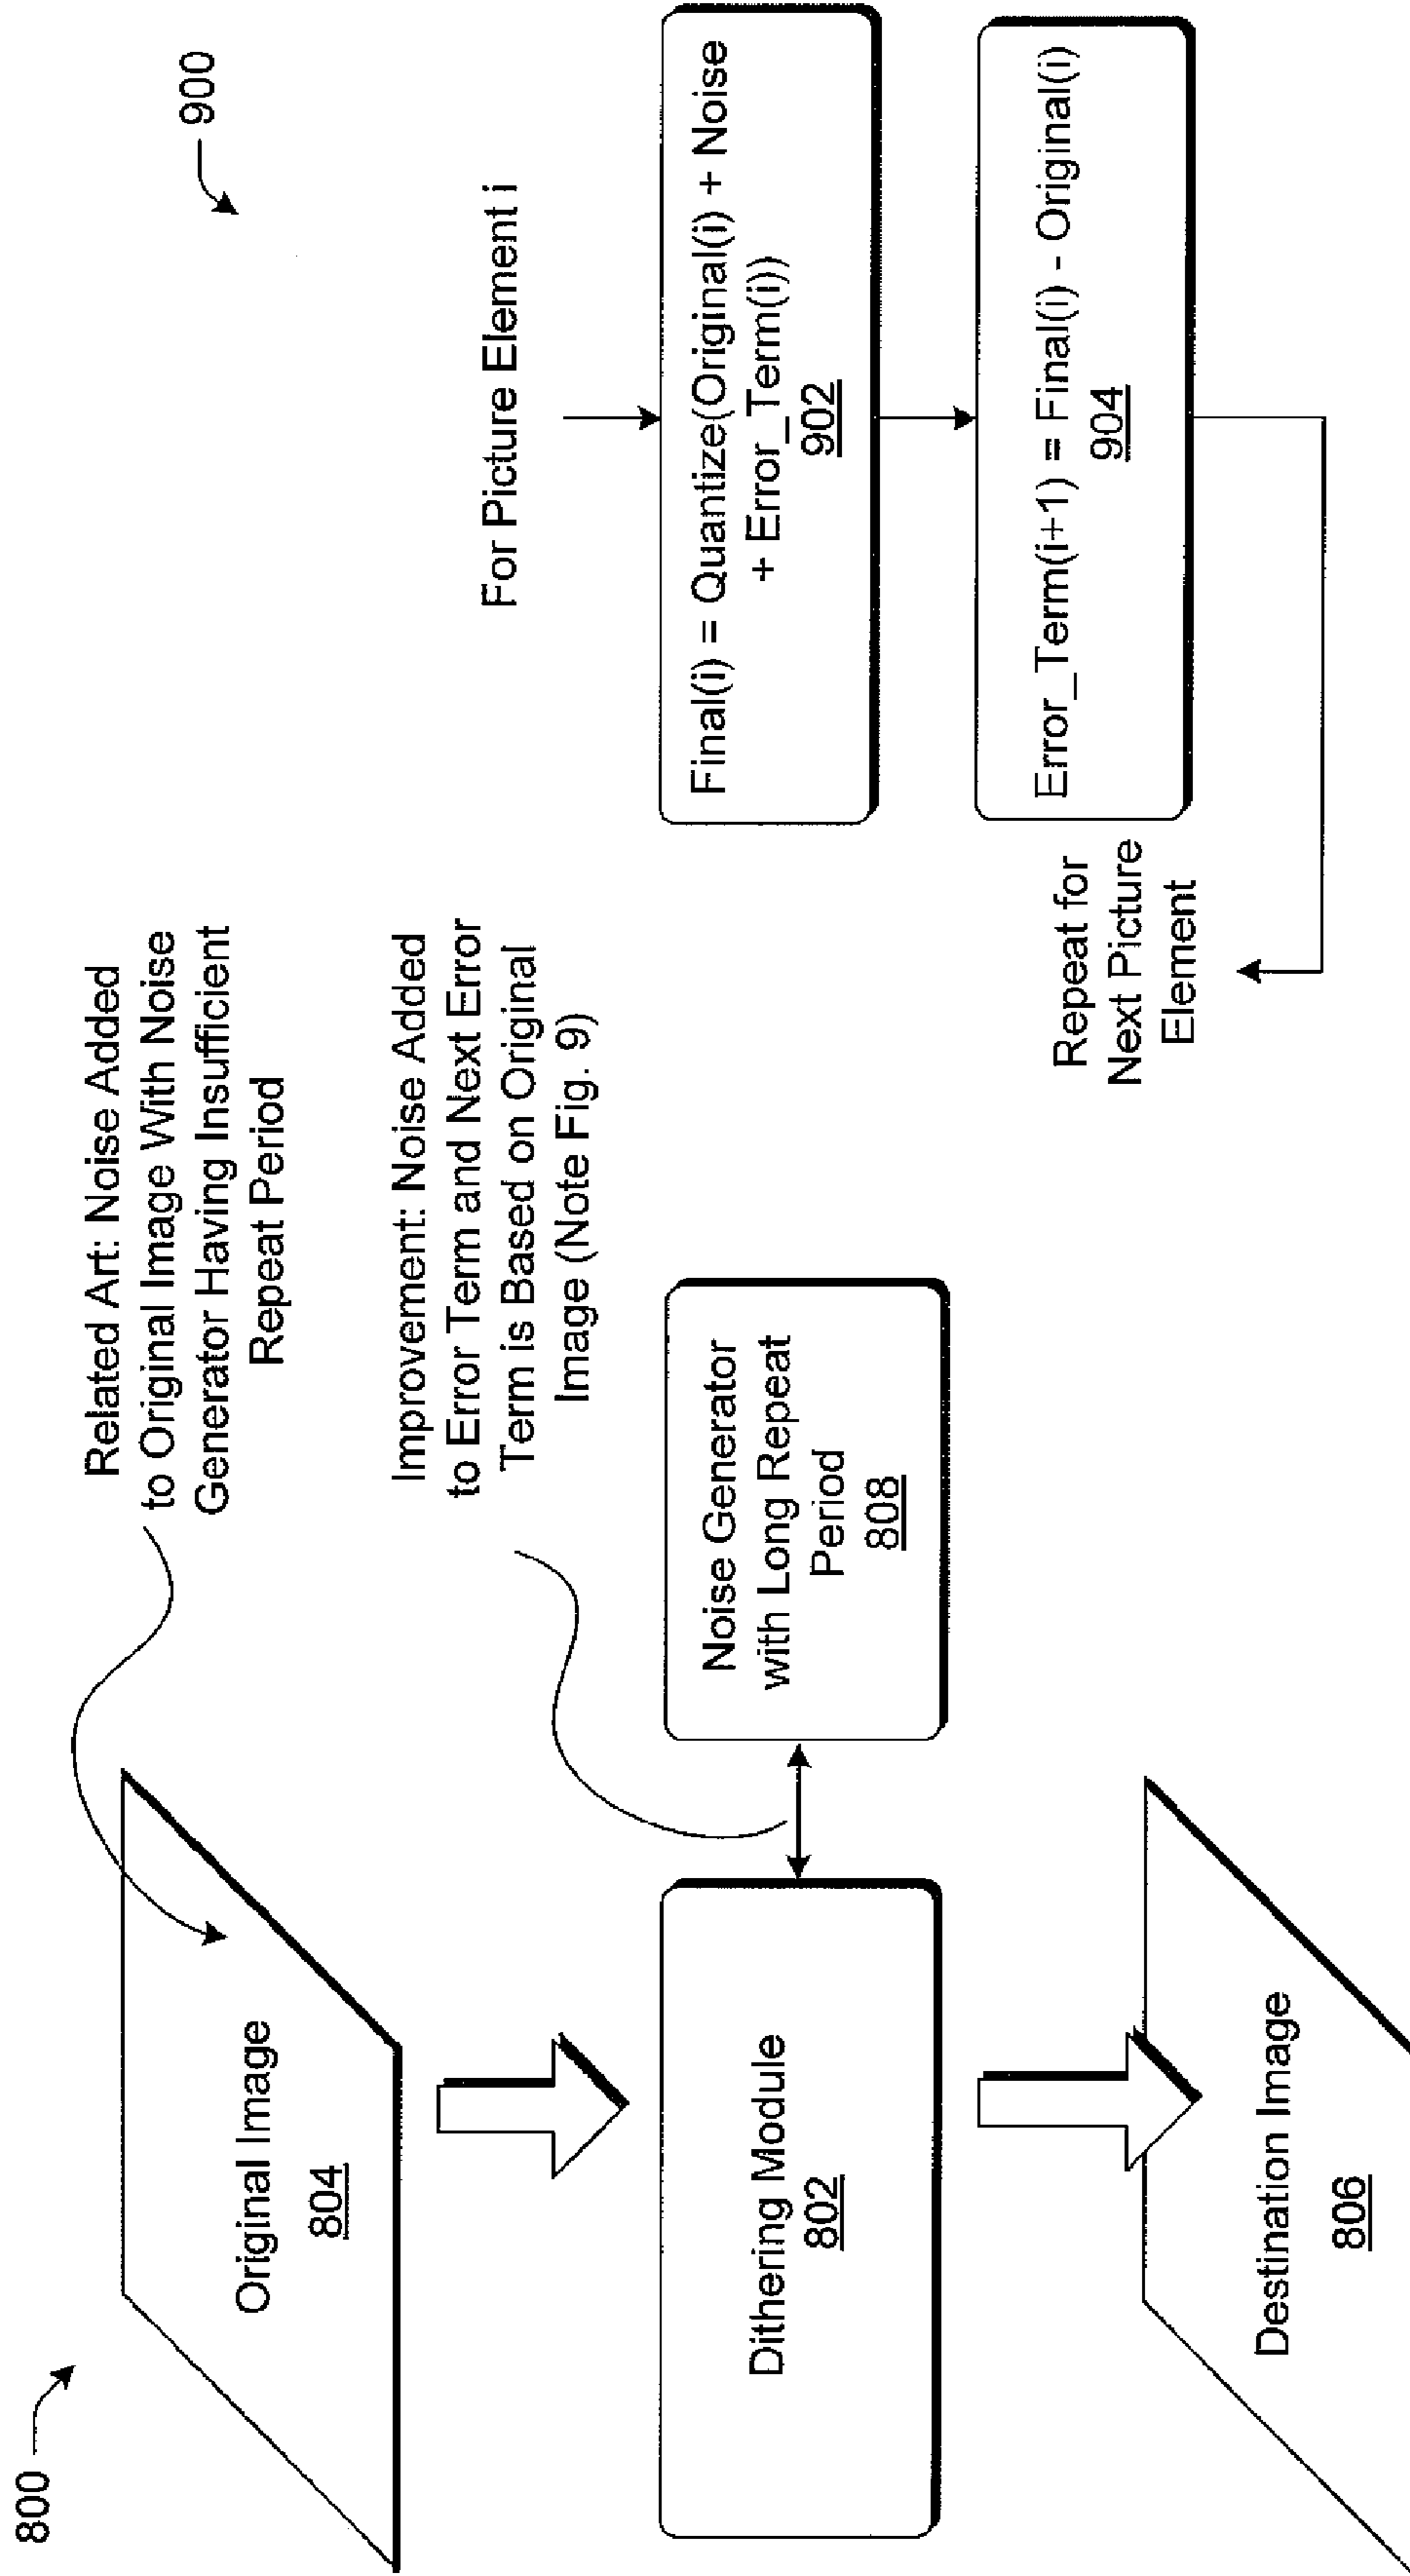 800
Original Image
804
Related Art: Noise Added
to Original Image With Noise
Generator Having Insufficient
Repeat Period
Improvement: Noise Added
to Error Term and Next Error
Term is Based on Original
Image (Note Fig. 9)
Dithering Module
802
Noise Generator
with Long Repeat
Period
808
Destination Image
806
900
For Picture Element i
Final(i) = Quantize(Original(i) + Noise
+ Error_Term(i))
902
Error_Term(i+1) = Final(i) - Original(i)
904
Repeat for
Next Picture
Element